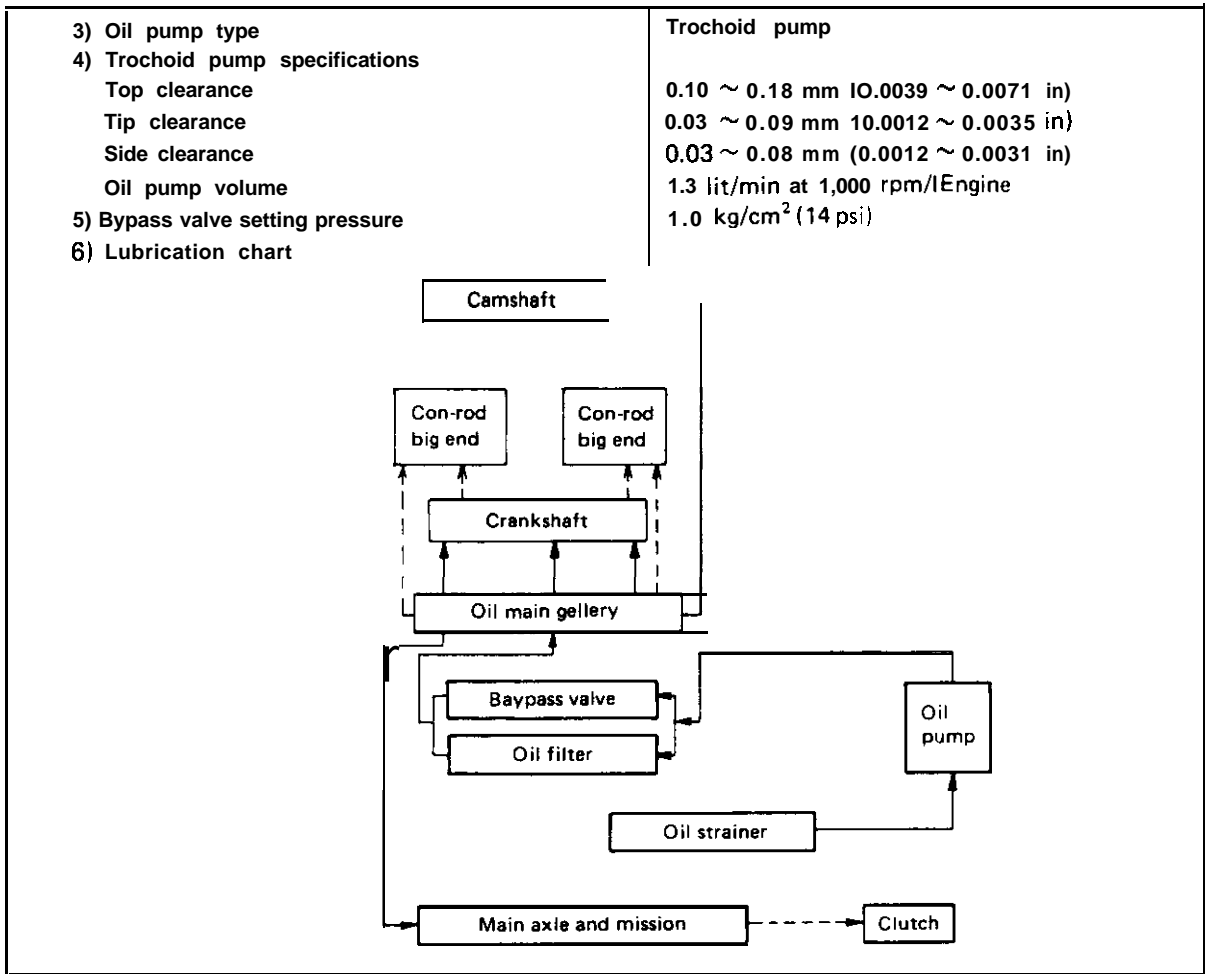 3) Oil pump type Trochoid pump
4) Trochoid pump specifications
Top clearance 0.10 ~ 0.18 mm IO.0039 ~ 0.0071 in)
Tip clearance 0.03 ~ 0.09 mm 10.0012 ~ 0.0035 in)
Side clearance 0.03 ~ 0.08 mm (0.0012 ~ 0.0031 in)
Oil pump volume 1.3 lit/min at 1,000 rpm/IEngine
5) Bypass valve setting pressure 1.0 kg/cm² (14 psi)
6) Lubrication chart
Camshaft
Con-rod
big end
Con-rod
big end
Crankshaft
Oil main gellery
Baypass valve
Oil filter
Oil
pump
Oil strainer
Main axle and mission
Clutch